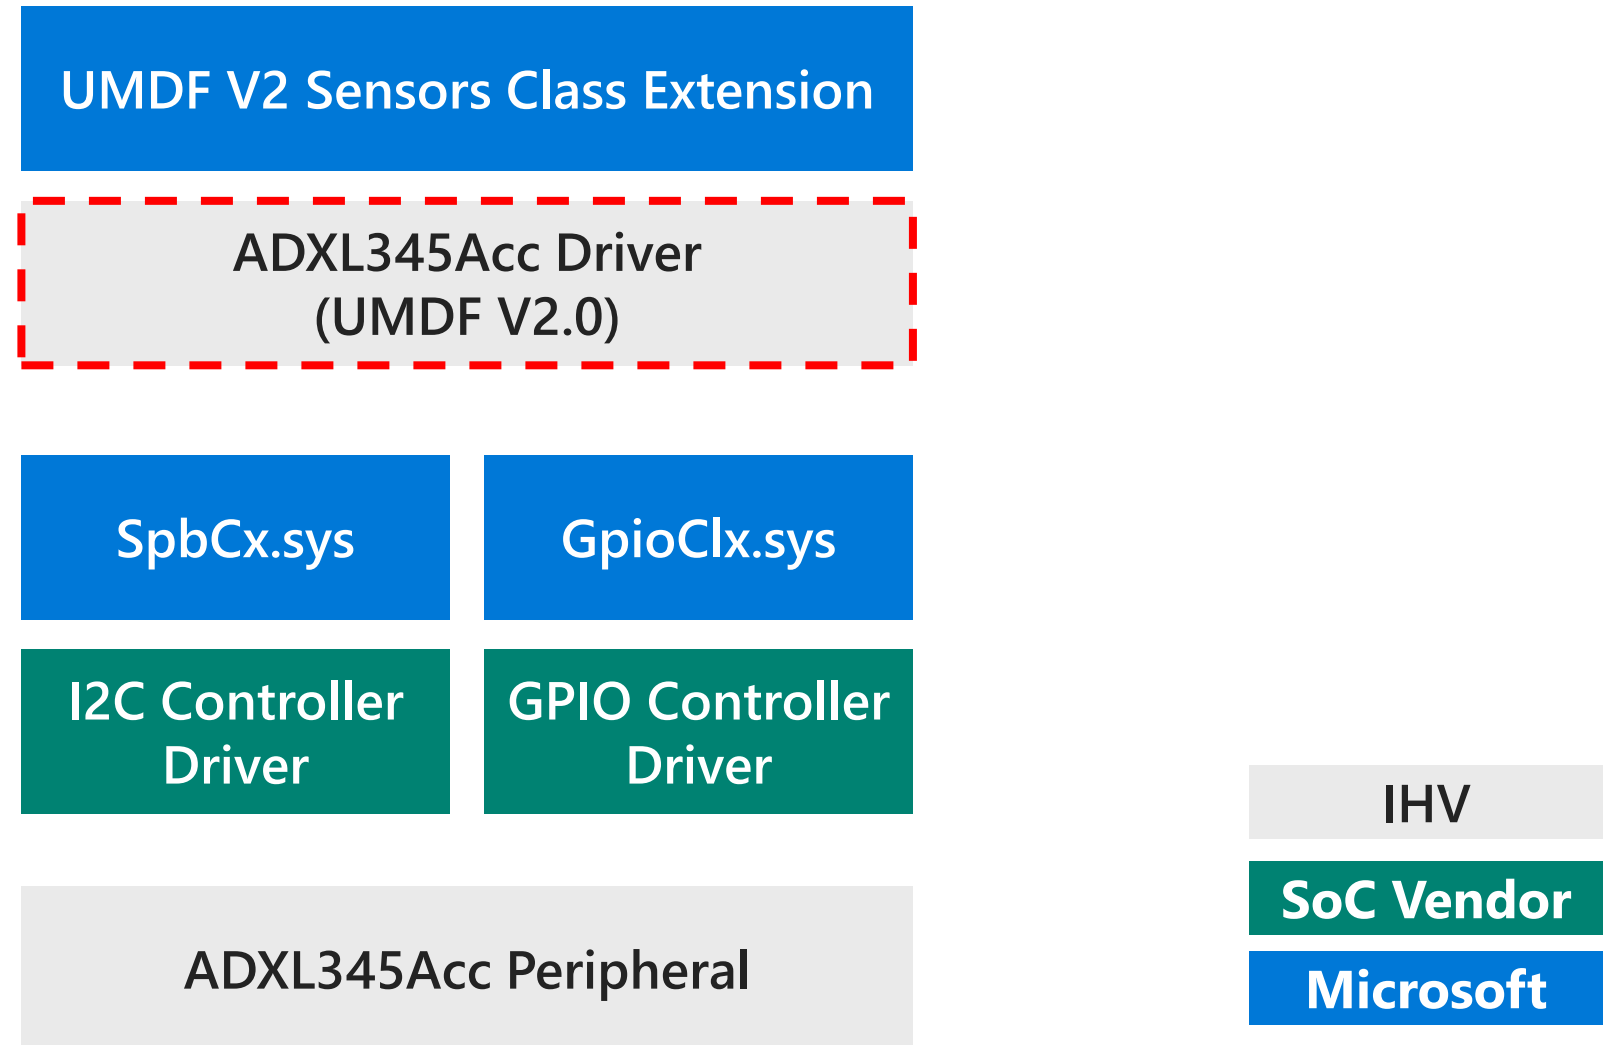 UMDF V2 Sensors Class Extension
ADXL345Acc Driver
(UMDF V2.0)
SpbCx.sys
GpioClx.sys
I2C Controller
Driver
GPIO Controller
Driver
ADXL345Acc Peripheral
IHV
SoC Vendor
Microsoft